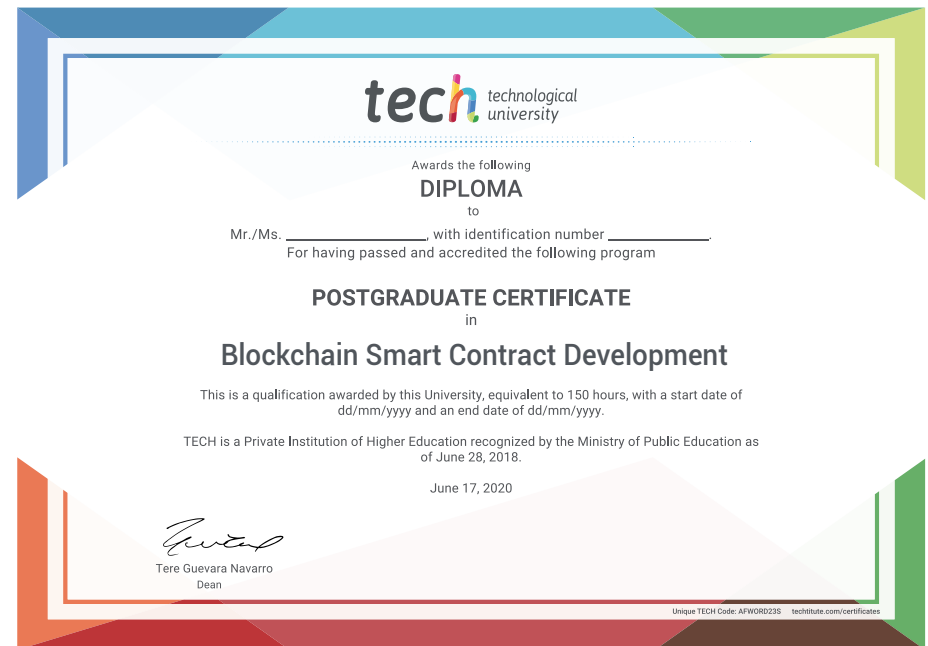 tech technological
university
Awards the following
DIPLOMA
to
Mr./Ms. ____________________, with identification number ______________.
For having passed and accredited the following program
POSTGRADUATE CERTIFICATE
in
Blockchain Smart Contract Development
This is a qualification awarded by this University, equivalent to 150 hours, with a start date of
dd/mm/yyyy and an end date of dd/mm/yyyy.
TECH is a Private Institution of Higher Education recognized by the Ministry of Public Education as
of June 28, 2018.
June 17, 2020
Tere Guevara Navarro
Dean
Unique TECH Code: AFWORD23S techtitute.com/certificates